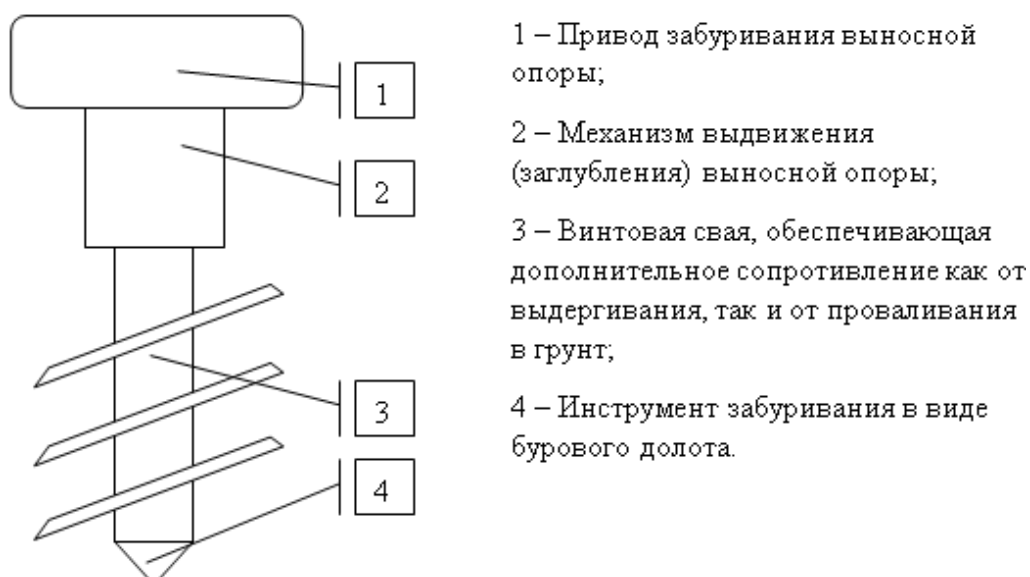 1
2
3
4
1 – Привод забуривания выносной
опоры;
2 – Механизм выдвижения
(заглубления) выносной опоры;
3 – Винтовая свая, обеспечивающая
дополнительное сопротивление как от
выдергивания, так и от проваливания
в грунт;
4 – Инструмент забуривания в виде
бурового долота.